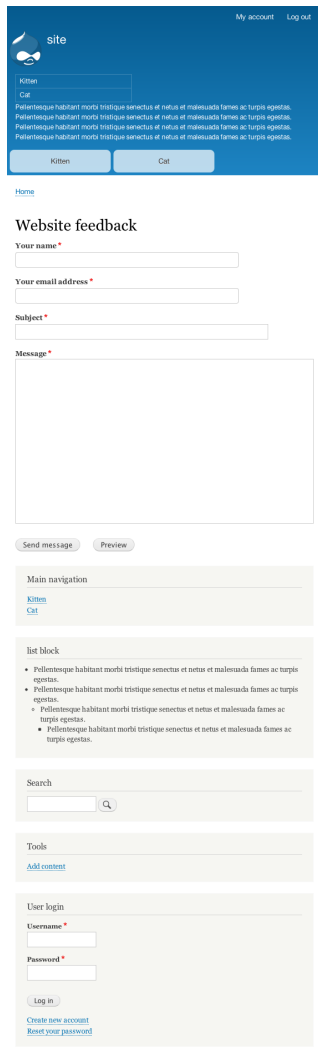 My account Log out
site
Kitten
Cat
Pellentesque habitant morbi tristique senectus et netus et malesuada fames ac turpis egestas.
Pellentesque habitant morbi tristique senectus et netus et malesuada fames ac turpis egestas.
Pellentesque habitant morbi tristique senectus et netus et malesuada fames ac turpis egestas.
Pellentesque habitant morbi tristique senectus et netus et malesuada fames ac turpis egestas.
Kitten Cat
Home
Website feedback
Your name *
Your email address *
Subject *
Message *
Send message Preview
Main navigation
Kitten
Cat
list block
Pellentesque habitant morbi tristique senectus et netus et malesuada fames ac turpis
egestas.
Pellentesque habitant morbi tristique senectus et netus et malesuada fames ac turpis
egestas.
Pellentesque habitant morbi tristique senectus et netus et malesuada fames ac
turpis egestas.
Pellentesque habitant morbi tristique senectus et netus et malesuada fames ac
turpis egestas.
Search
Tools
Add content
User login
Username *
Password *
Log in
Create new account
Reset your password